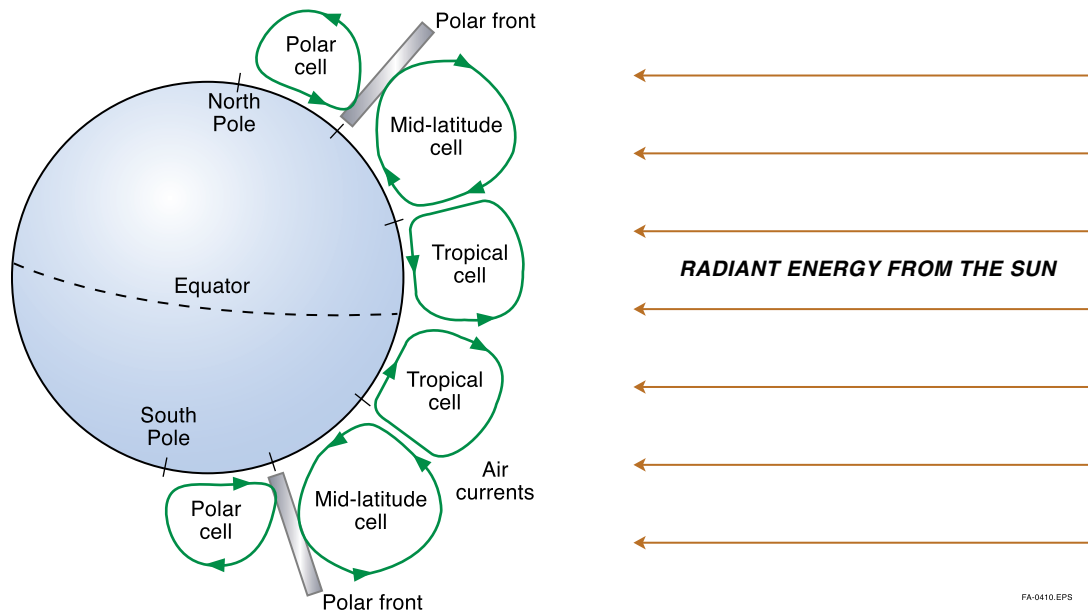 Polar front
Polar
cell
North
Pole
Mid-latitude
cell
Tropical
cell
RADIANT ENERGY FROM THE SUN
Equator
Tropical
cell
South
Pole
Air
currents
Mid-latitude
cell
Polar
cell
Polar front
FA-0410.EPS